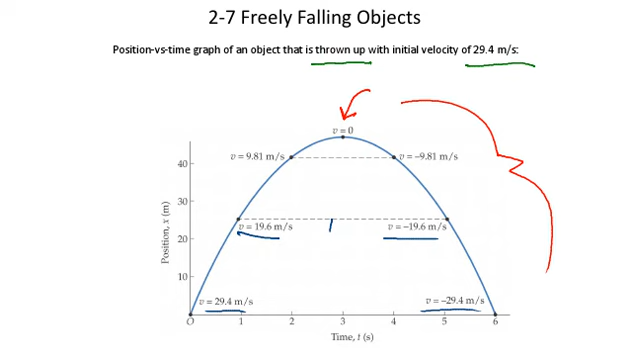 2-7 Freely Falling Objects
Position-vs-time graph of an object that is thrown up with initial velocity of 29.4 m/s:
v = 0
v = 9.81 m/s
v = −9.81 m/s
v = 19.6 m/s
v = −19.6 m/s
v = 29.4 m/s
v = −29.4 m/s
Position, x (m)
40
30
20
10
O
1
2
3
4
5
6
Time, t (s)